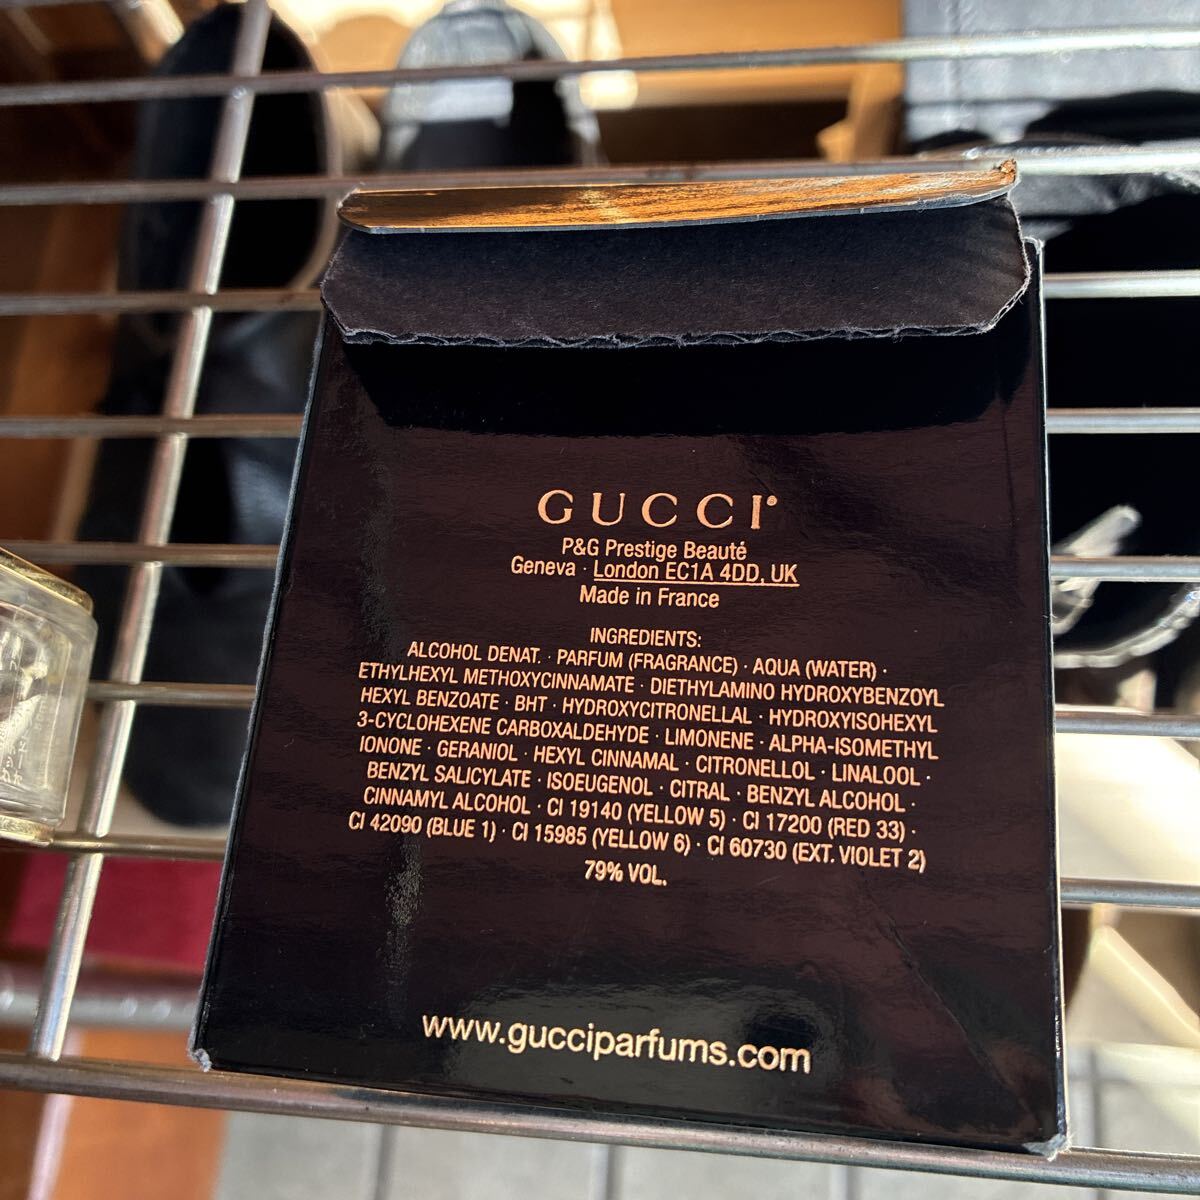 GUCCI®
P&G Prestige Beauté
Geneva · London EC1A 4DD, UK
Made in France
INGREDIENTS:
ALCOHOL DENAT. · PARFUM (FRAGRANCE) · AQUA (WATER) ·
ETHYLHEXYL METHOXYCINNAMATE · DIETHYLAMINO HYDROXYBENZOYL
HEXYL BENZOATE · BHT · HYDROXYCITRONELLAL · HYDROXYISOHEXYL
3-CYCLOHEXENE CARBOXALDEHYDE · LIMONENE · ALPHA-ISOMETHYL
IONONE · GERANIOL · HEXYL CINNAMAL · CITRONELLOL · LINALOOL ·
BENZYL SALICYLATE · ISOEUGENOL · CITRAL · BENZYL ALCOHOL ·
CINNAMYL ALCOHOL · CI 19140 (YELLOW 5) · CI 17200 (RED 33) ·
CI 42090 (BLUE 1) · CI 15985 (YELLOW 6) · CI 60730 (EXT. VIOLET 2)
79% VOL.
www.gucciparfums.com